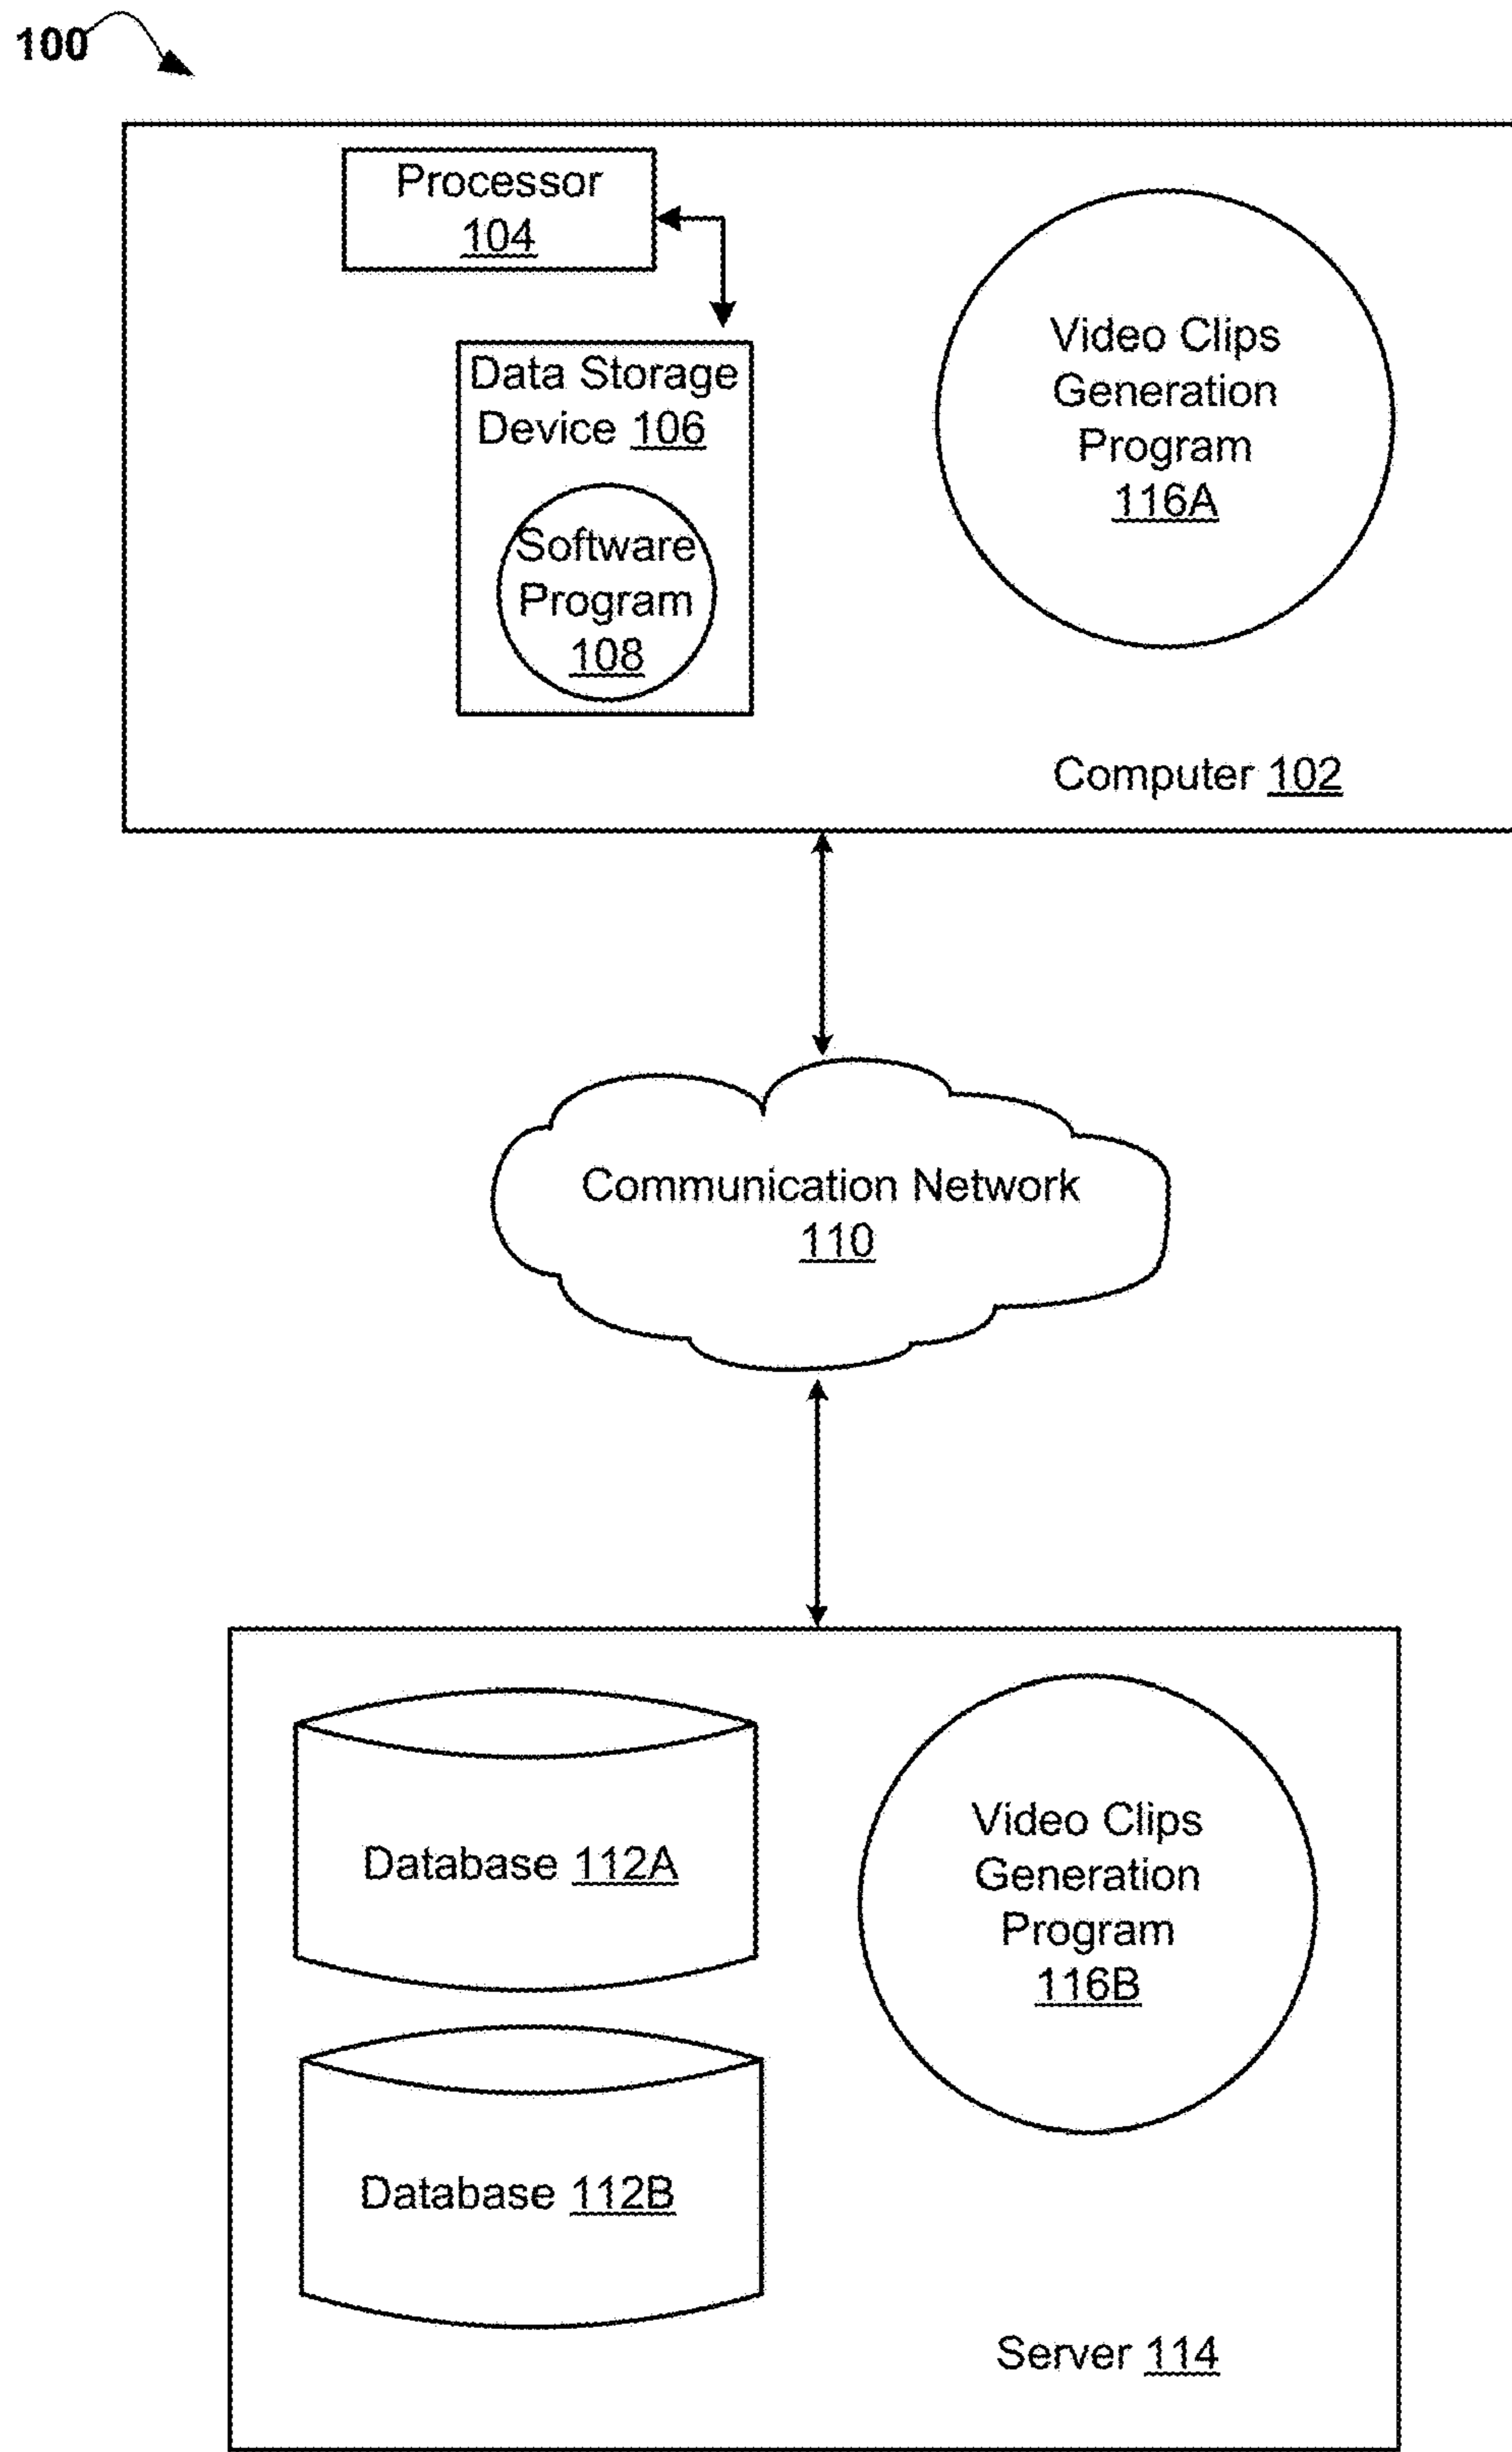 100
Processor
104
Data Storage
Device 106
Software
Program
108
Video Clips
Generation
Program
116A
Computer 102
Communication Network
110
Database 112A
Database 112B
Video Clips
Generation
Program
116B
Server 114